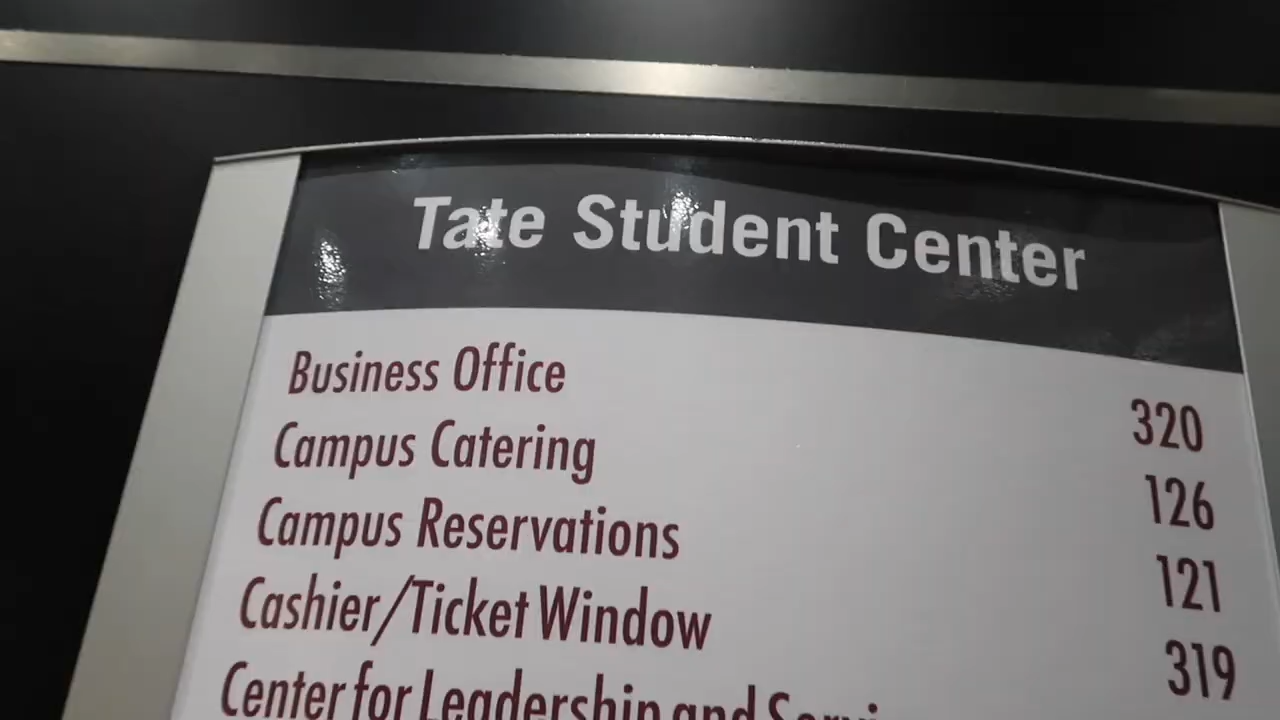 Tate Student Center
Business Office 320
Campus Catering 126
Campus Reservations 121
Cashier/Ticket Window 319
Center for Leadership and